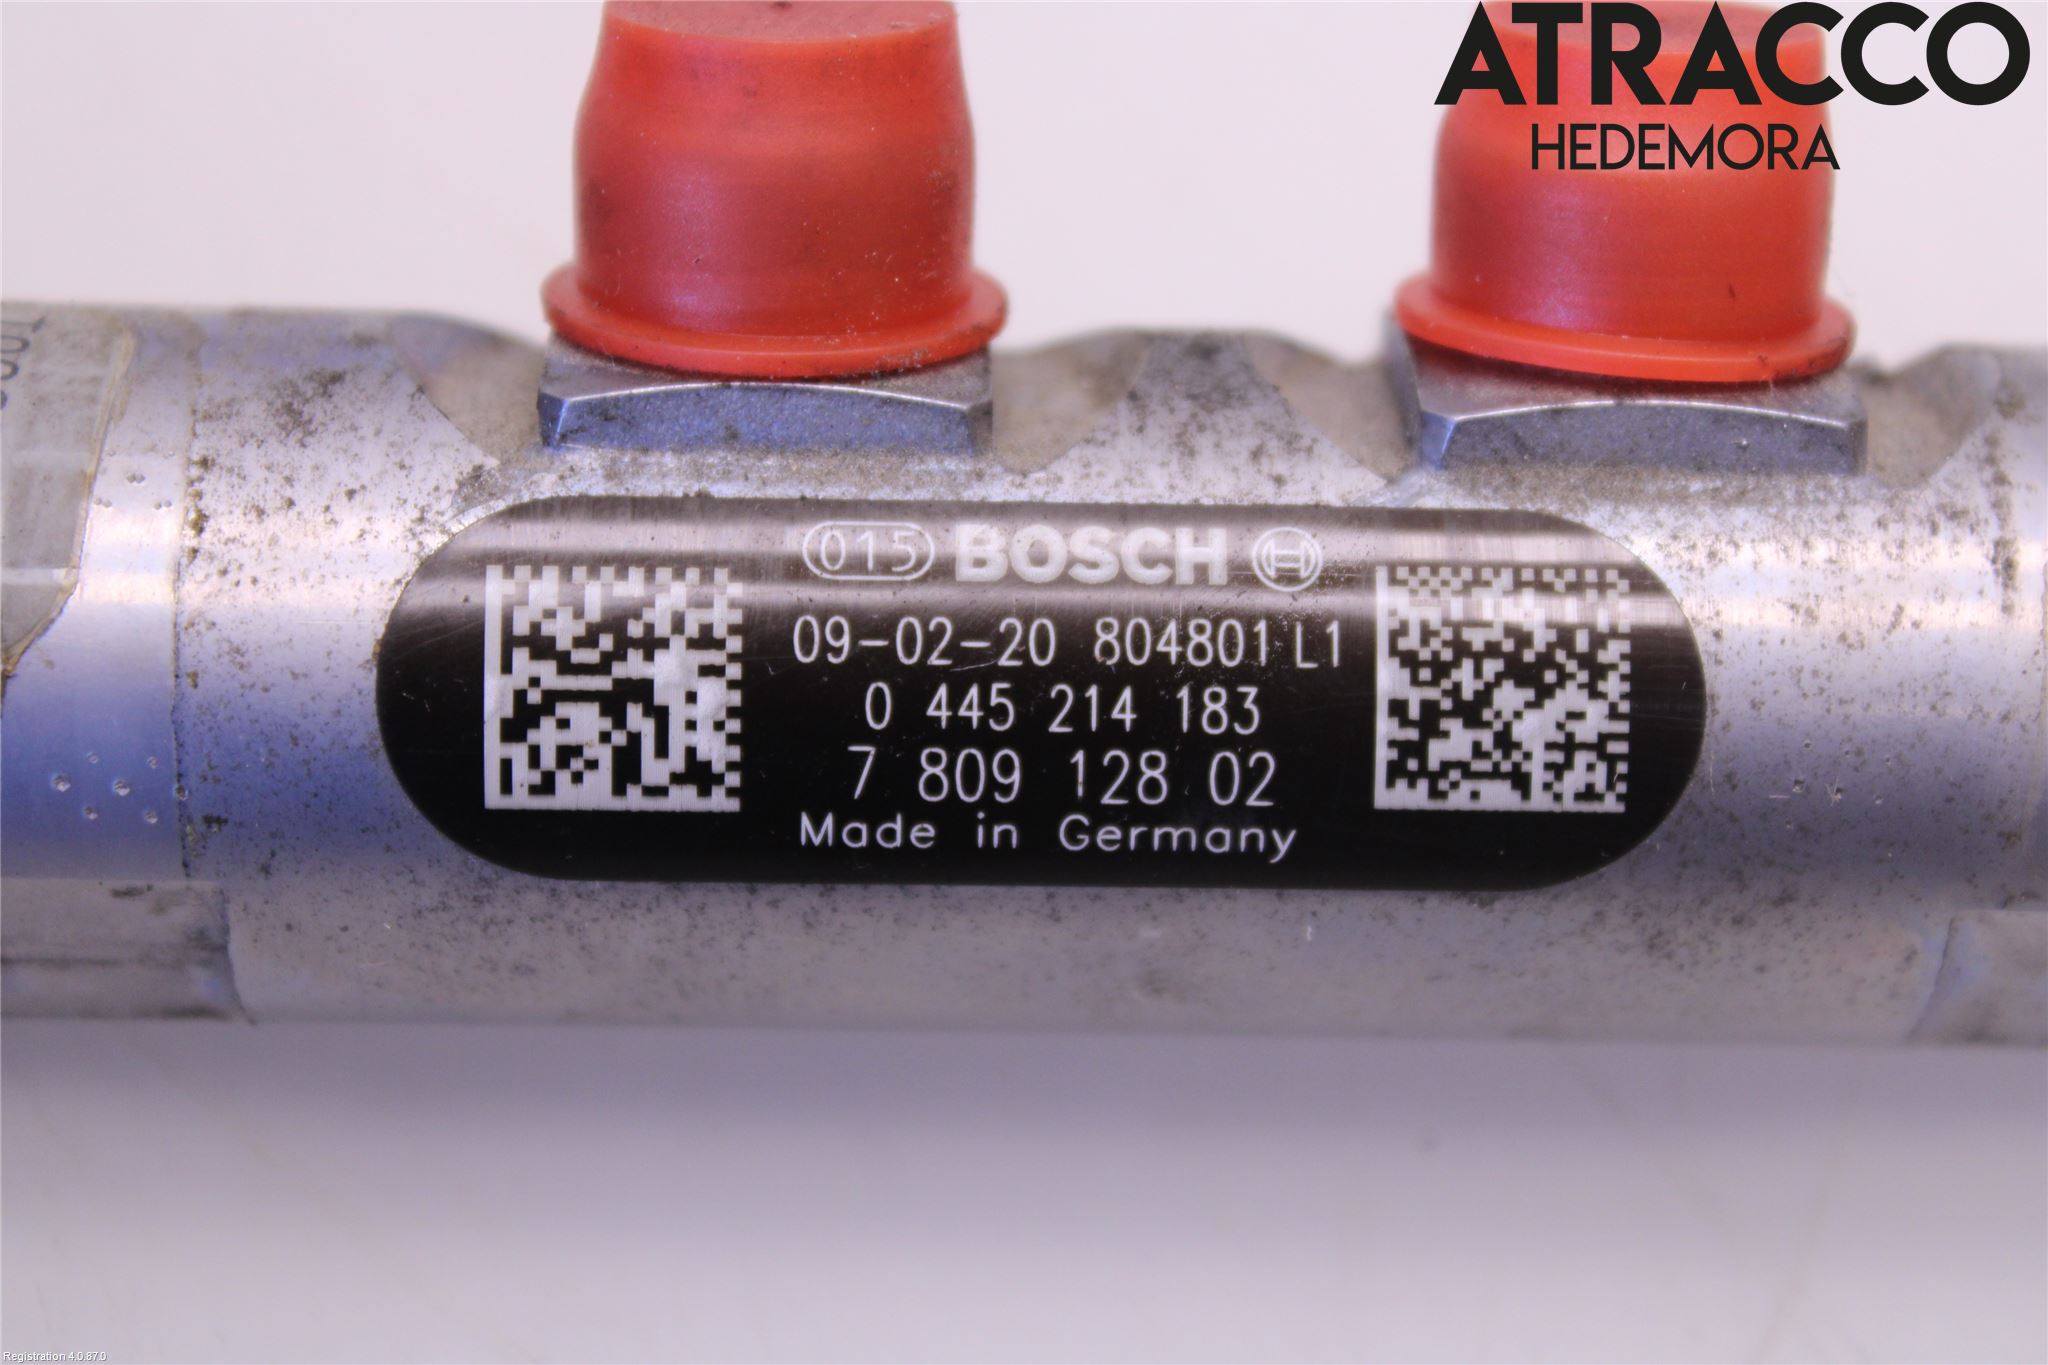 ATRACCO
HEDEMORA
015 BOSCH
09-02-20 804801 L1
0 445 214 183
7 809 128 02
Made in Germany
Registration 4.0.87.0